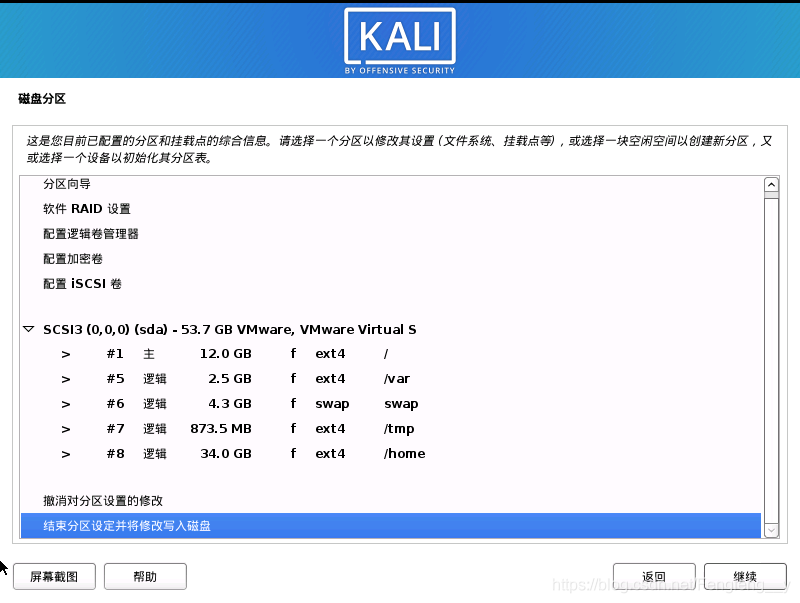 KALI
BY OFFENSIVE SECURITY
磁盘分区
这是您目前已配置的分区和挂载点的综合信息。请选择一个分区以修改其设置（文件系统、挂载点等），或选择一块空闲空间以创建新分区，又
或选择一个设备以初始化其分区表。
分区向导
软件 RAID 设置
配置逻辑卷管理器
配置加密卷
配置 iSCSI 卷
SCSI3 (0,0,0) (sda) - 53.7 GB VMware, VMware Virtual S
> #1 主 12.0 GB f ext4 /
> #5 逻辑 2.5 GB f ext4 /var
> #6 逻辑 4.3 GB f swap swap
> #7 逻辑 873.5 MB f ext4 /tmp
> #8 逻辑 34.0 GB f ext4 /home
撤消对分区设置的修改
结束分区设定并将修改写入磁盘
屏幕截图 帮助 返回 继续